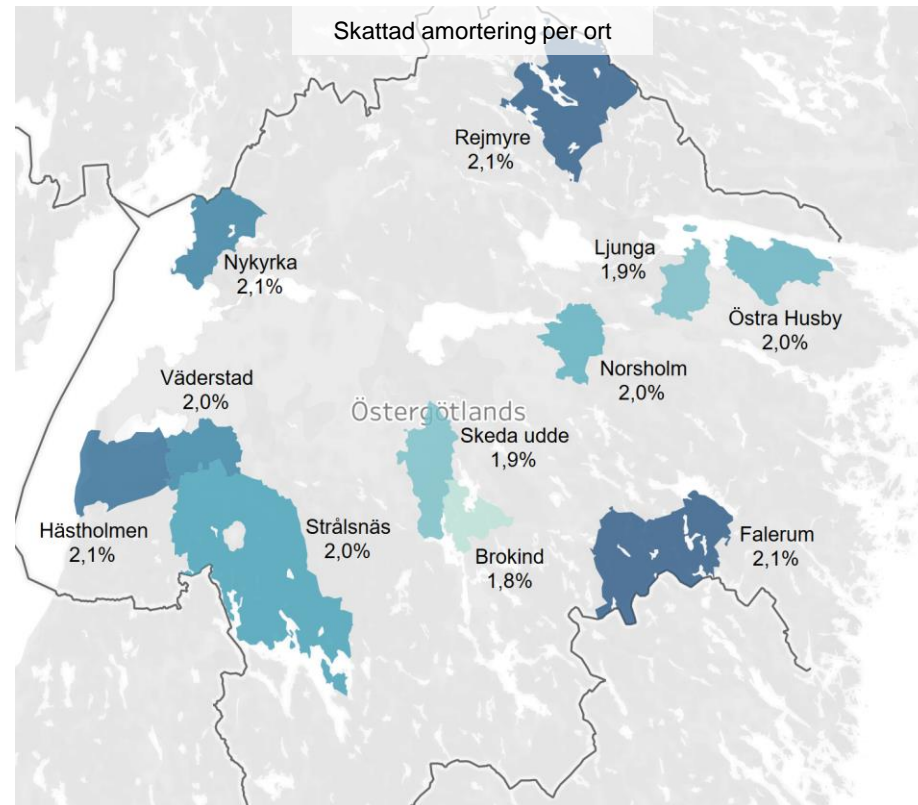 Skattad amortering per ort
Rejmyre
2,1%
Nykyrka
2,1%
Ljunga
1,9%
Östra Husby
2,0%
Norsholm
2,0%
Väderstad
2,0%
Östergötlands
Skeda udde
1,9%
Hästholmen
2,1%
Strålsnäs
2,0%
Brokind
1,8%
Falerum
2,1%